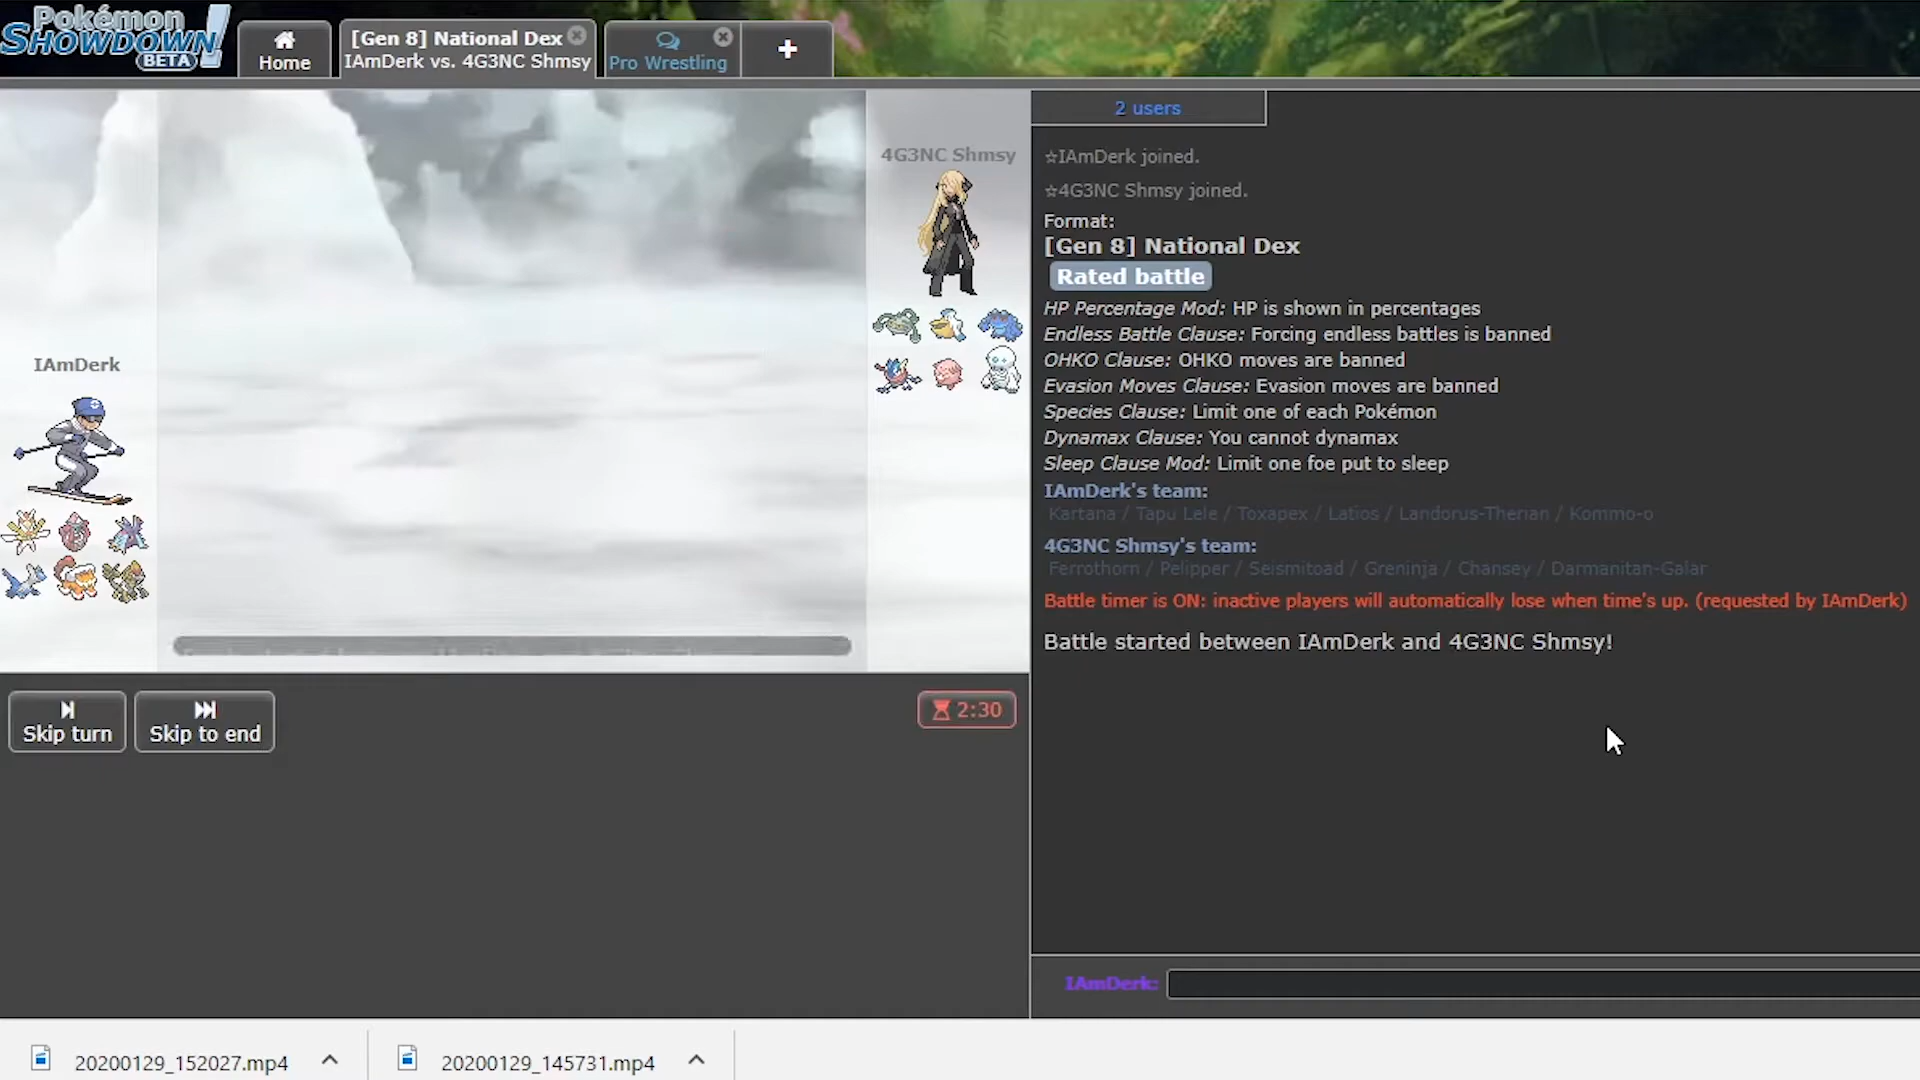 Pokémon
SHOWDOWN!
BETA
Home
[Gen 8] National Dex
IAmDerk vs. 4G3NC Shmsy
Pro Wrestling
+
4G3NC Shmsy
IAmDerk
Skip turn
Skip to end
2:30
2 users
☆IAmDerk joined.
☆4G3NC Shmsy joined.
Format:
[Gen 8] National Dex
Rated battle
HP Percentage Mod: HP is shown in percentages
Endless Battle Clause: Forcing endless battles is banned
OHKO Clause: OHKO moves are banned
Evasion Moves Clause: Evasion moves are banned
Species Clause: Limit one of each Pokémon
Dynamax Clause: You cannot dynamax
Sleep Clause Mod: Limit one foe put to sleep
IAmDerk's team:
Kartana / Tapu Lele / Toxapex / Latios / Landorus-Therian / Kommo-o
4G3NC Shmsy's team:
Ferrothorn / Pelipper / Seismitoad / Greninja / Chansey / Darmanitan-Galar
Battle timer is ON: inactive players will automatically lose when time's up. (requested by IAmDerk)
Battle started between IAmDerk and 4G3NC Shmsy!
IAmDerk:
20200129_152027.mp4
20200129_145731.mp4